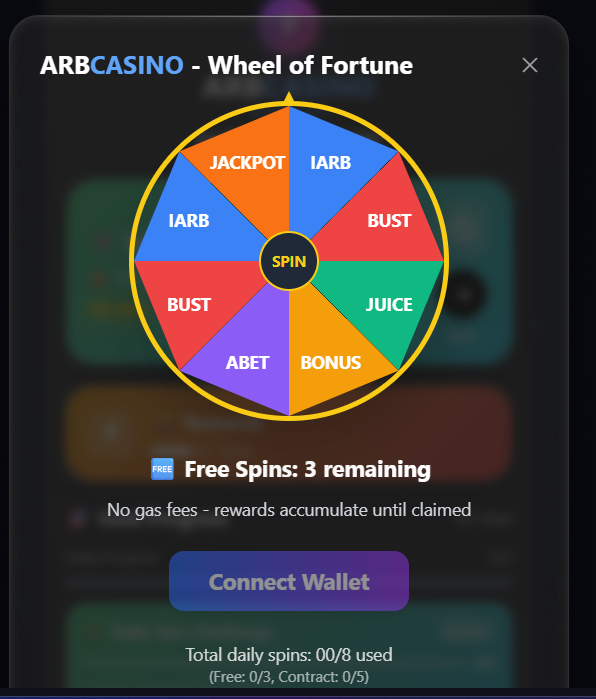 ARBCASINO - Wheel of Fortune
JACKPOT
IARB
IARB
BUST
SPIN
BUST
JUICE
ABET
BONUS
FREE Free Spins: 3 remaining
No gas fees - rewards accumulate until claimed
Connect Wallet
Total daily spins: 00/8 used
(Free: 0/3, Contract: 0/5)